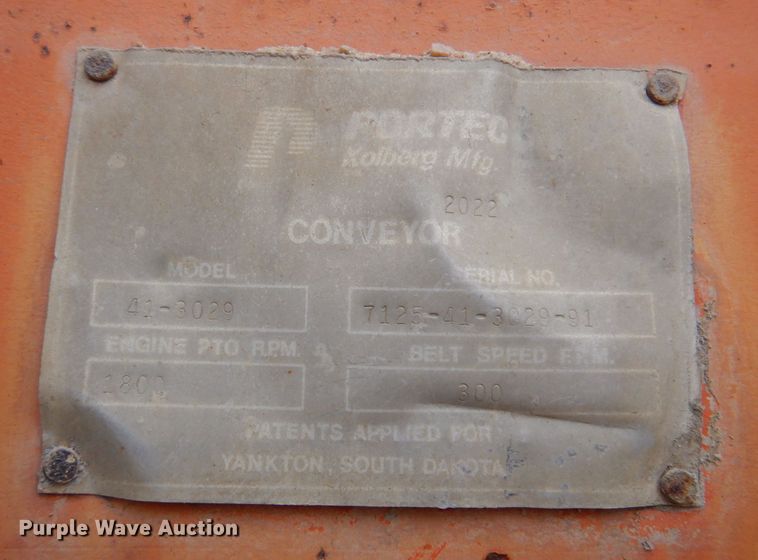 PORTEC
Kolberg Mfg.
2022
CONVEYOR
MODEL SERIAL NO.
41-3029 7125-41-3029-91
ENGINE PTO R.P.M. BELT SPEED F.P.M.
1800 300
PATENTS APPLIED FOR
YANKTON, SOUTH DAKOTA
Purple Wave Auction